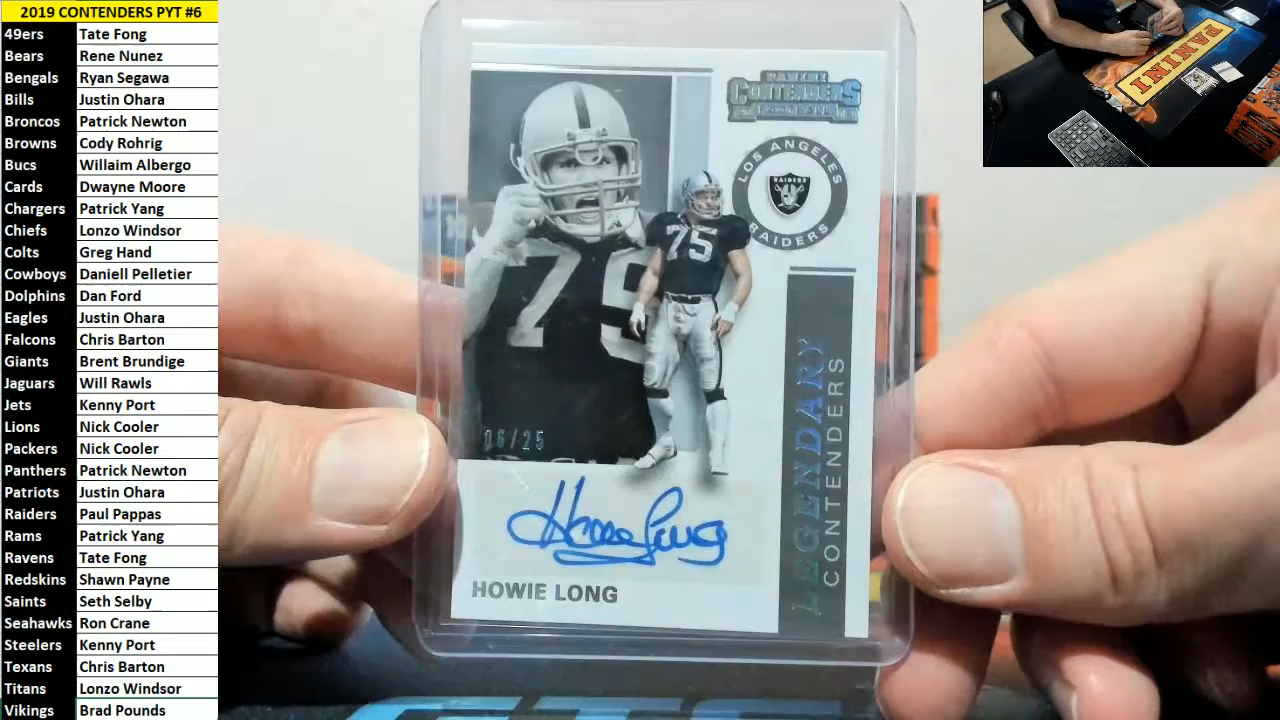 2019 CONTENDERS PYT #6
49ers Tate Fong
Bears Rene Nunez
Bengals Ryan Segawa
Bills Justin Ohara
Broncos Patrick Newton
Browns Cody Rohrig
Bucs Willaim Albergo
Cards Dwayne Moore
Chargers Patrick Yang
Chiefs Lonzo Windsor
Colts Greg Hand
Cowboys Daniell Pelletier
Dolphins Dan Ford
Eagles Justin Ohara
Falcons Chris Barton
Giants Brent Brundige
Jaguars Will Rawls
Jets Kenny Port
Lions Nick Cooler
Packers Nick Cooler
Panthers Patrick Newton
Patriots Justin Ohara
Raiders Paul Pappas
Rams Patrick Yang
Ravens Tate Fong
Redskins Shawn Payne
Saints Seth Selby
Seahawks Ron Crane
Steelers Kenny Port
Texans Chris Barton
Titans Lonzo Windsor
Vikings Brad Pounds
CONTENDERS
LOS ANGELES
RAIDERS
RAIDERS
75
75
06/25
LEGENDARY
CONTENDERS
Howie Long
HOWIE LONG
PANINI